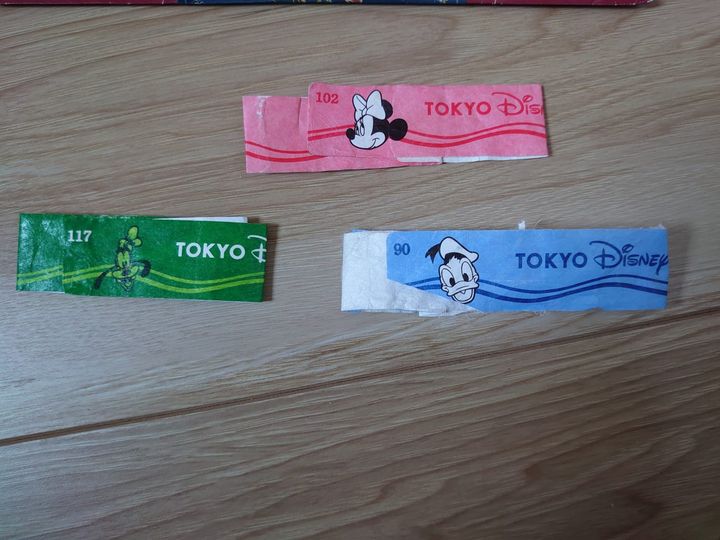 102 TOKYO Dis
117 TOKYO D
90 TOKYO Disney